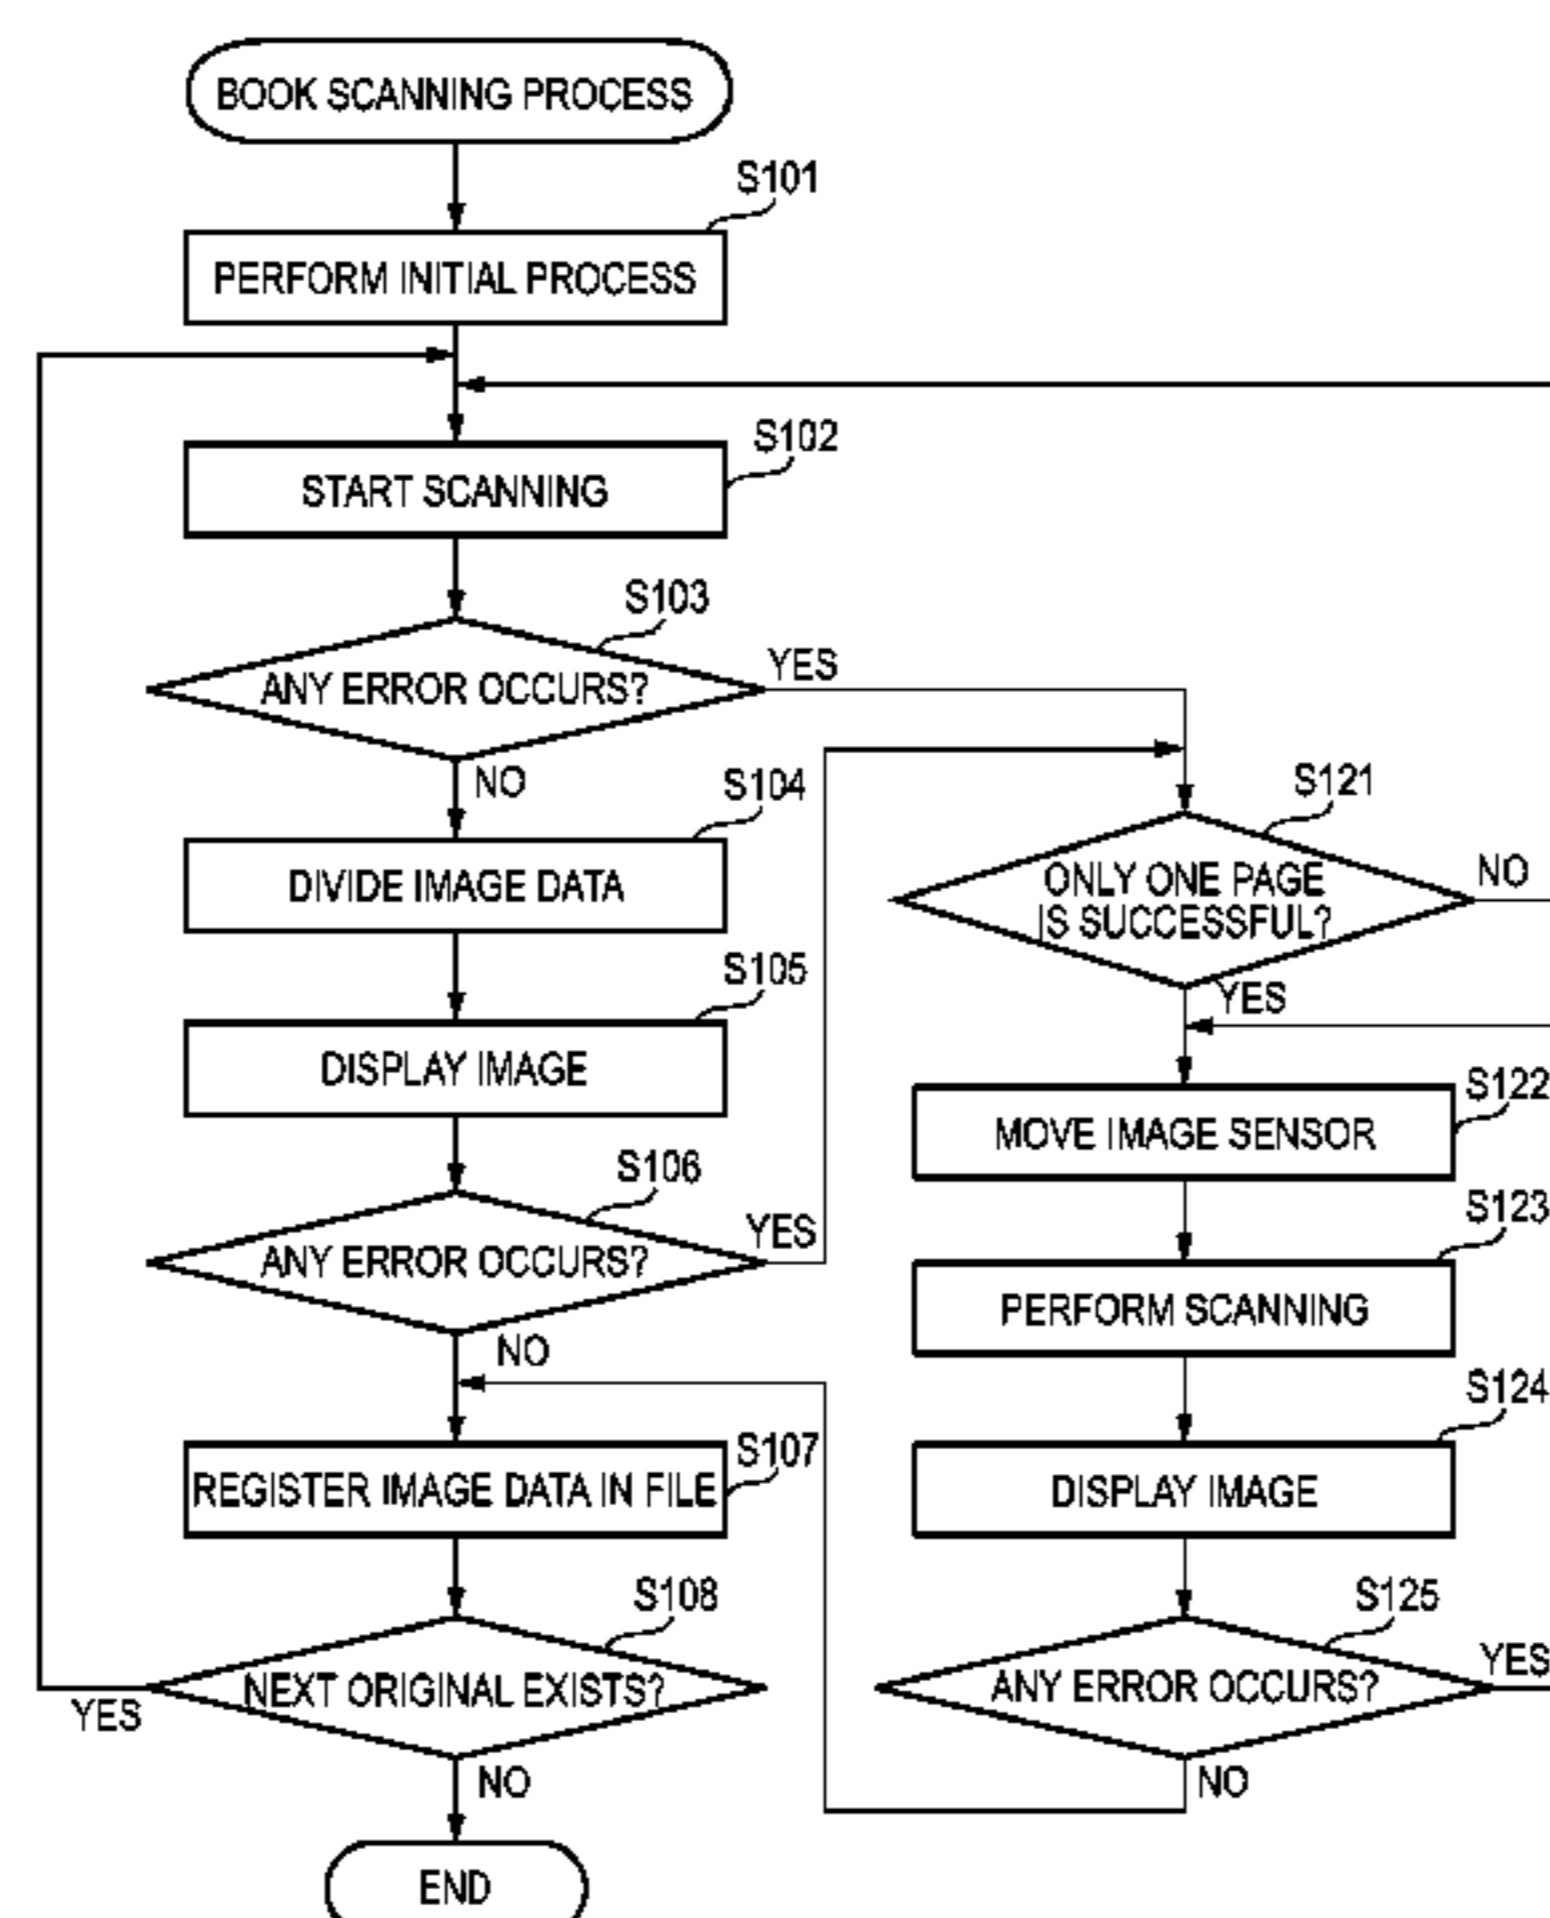 BOOK SCANNING PROCESS
S101
PERFORM INITIAL PROCESS
S102
START SCANNING
S103
ANY ERROR OCCURS?
YES
NO
S104
DIVIDE IMAGE DATA
S105
DISPLAY IMAGE
S106
ANY ERROR OCCURS?
YES
NO
S107
REGISTER IMAGE DATA IN FILE
S108
NEXT ORIGINAL EXISTS?
YES
NO
END
S121
ONLY ONE PAGE
IS SUCCESSFUL?
NO
YES
S122
MOVE IMAGE SENSOR
S123
PERFORM SCANNING
S124
DISPLAY IMAGE
S125
ANY ERROR OCCURS?
YES
NO